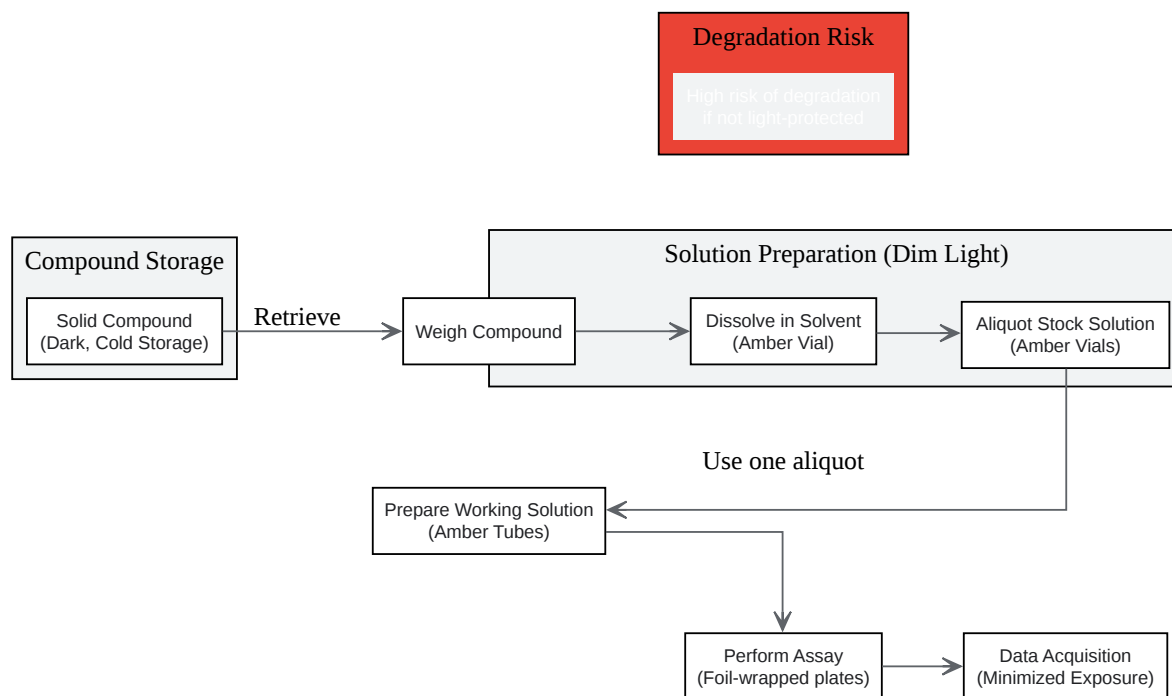 Degradation Risk
High risk of degradation
if not light-protected
Compound Storage
Solid Compound
(Dark, Cold Storage)
Retrieve
Solution Preparation (Dim Light)
Weigh Compound
Dissolve in Solvent
(Amber Vial)
Aliquot Stock Solution
(Amber Vials)
Use one aliquot
Prepare Working Solution
(Amber Tubes)
Perform Assay
(Foil-wrapped plates)
Data Acquisition
(Minimized Exposure)